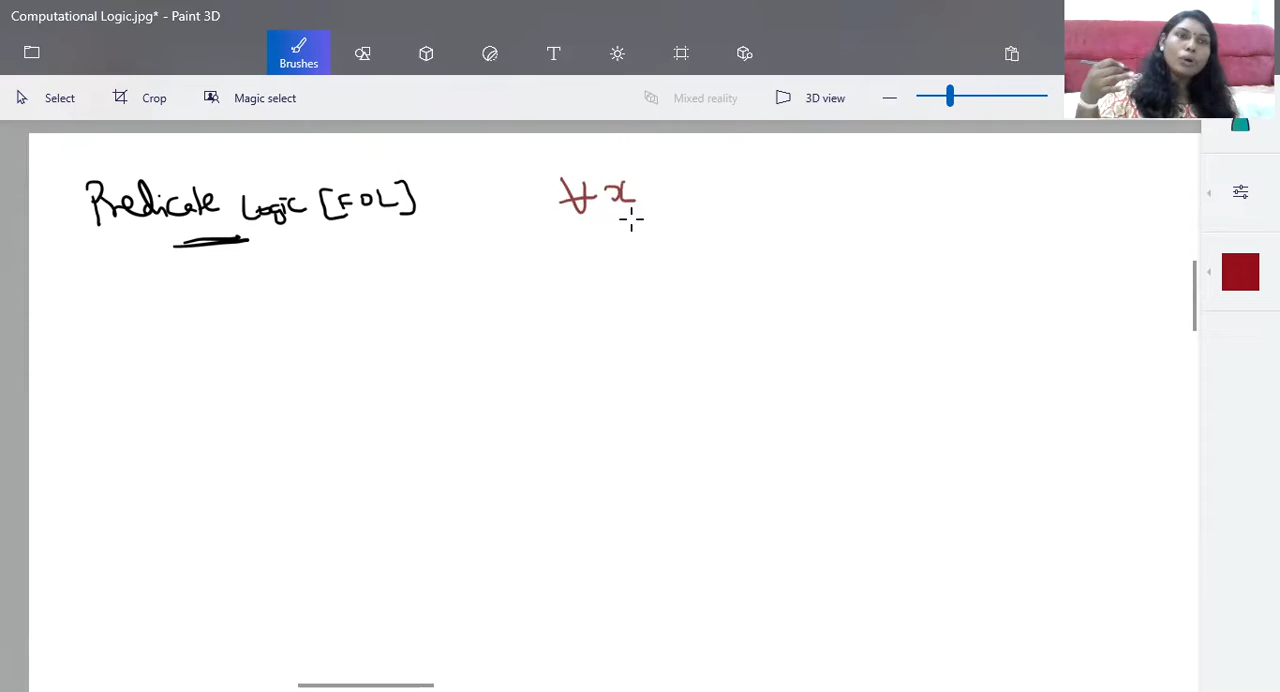 Computational Logic.jpg* - Paint 3D
Brushes
Select
Crop
Magic select
Mixed reality
3D view
Predicate Logic [FOL]
∀x